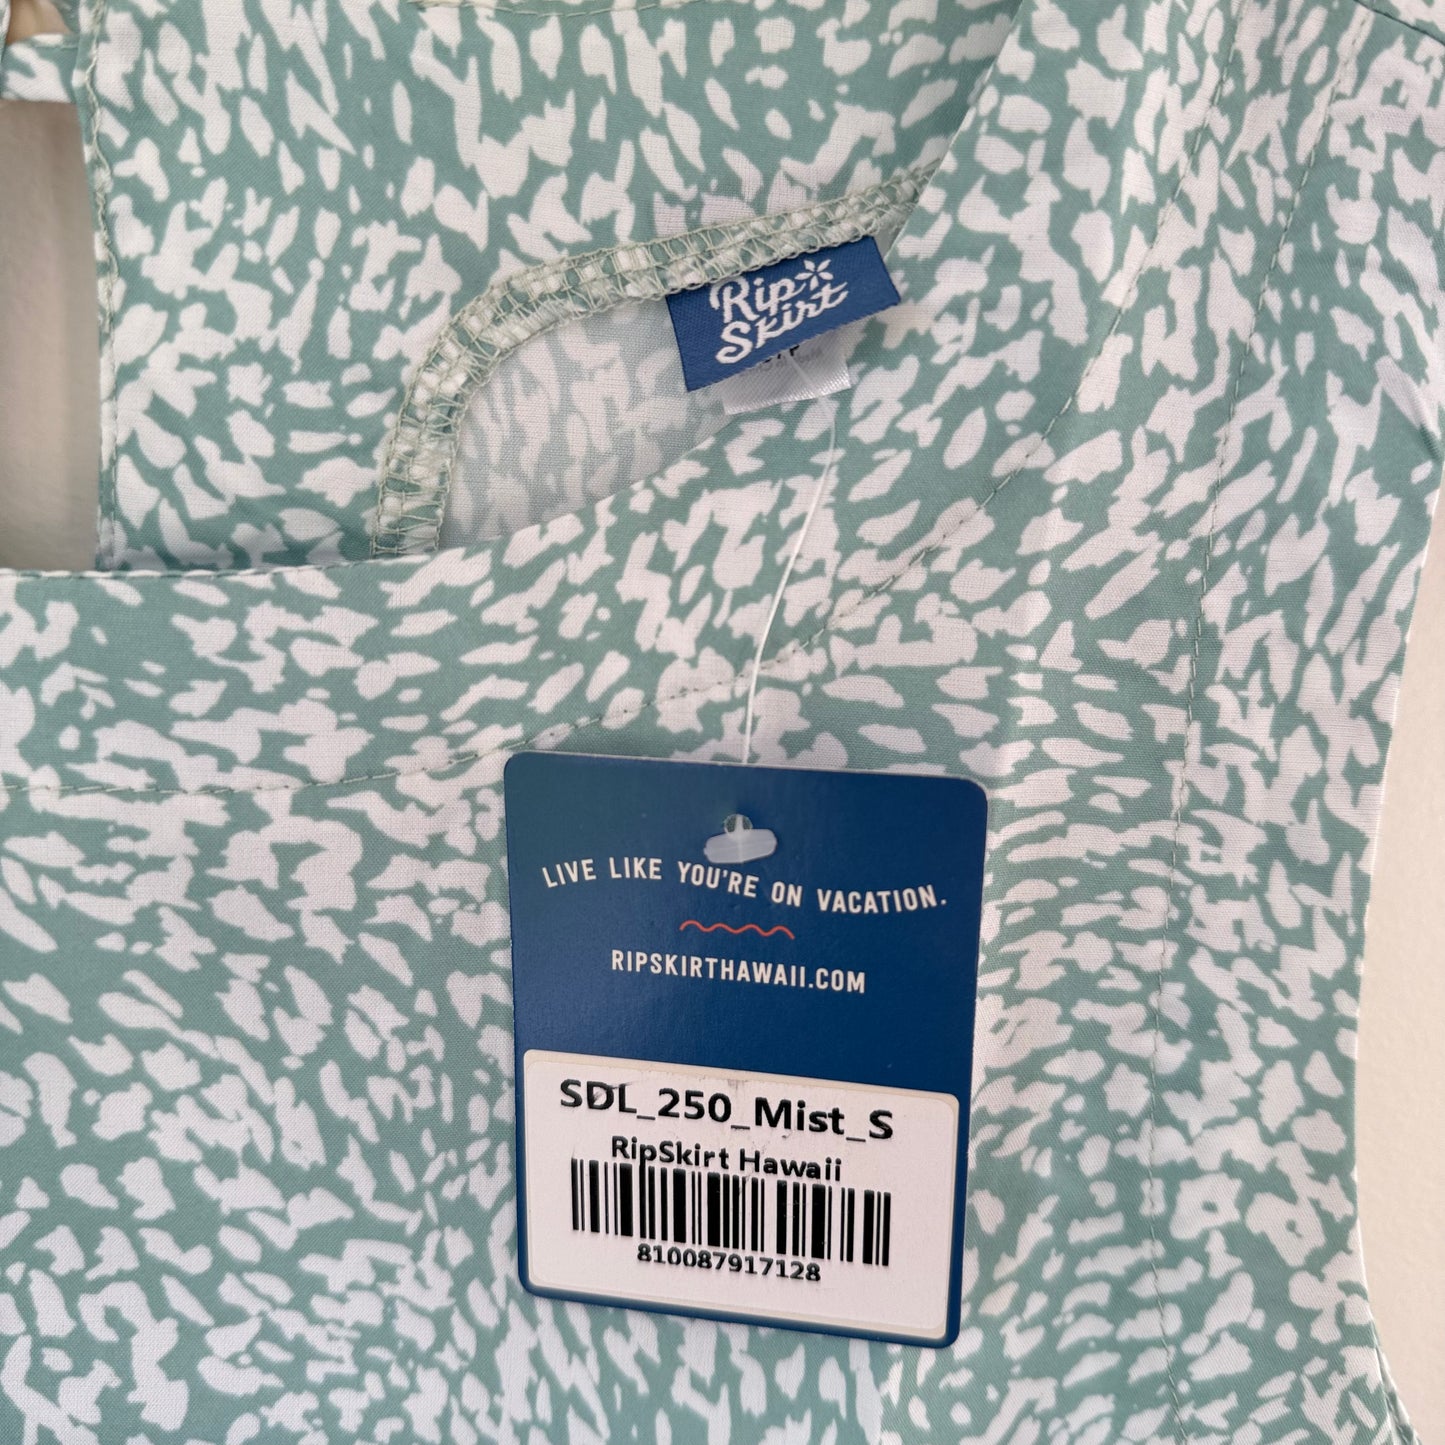 Rip
Skirt
LIVE LIKE YOU'RE ON VACATION.
RIPSKIRTHAWAII.COM
SDL_250_Mist_S
RipSkirt Hawaii
810087917128